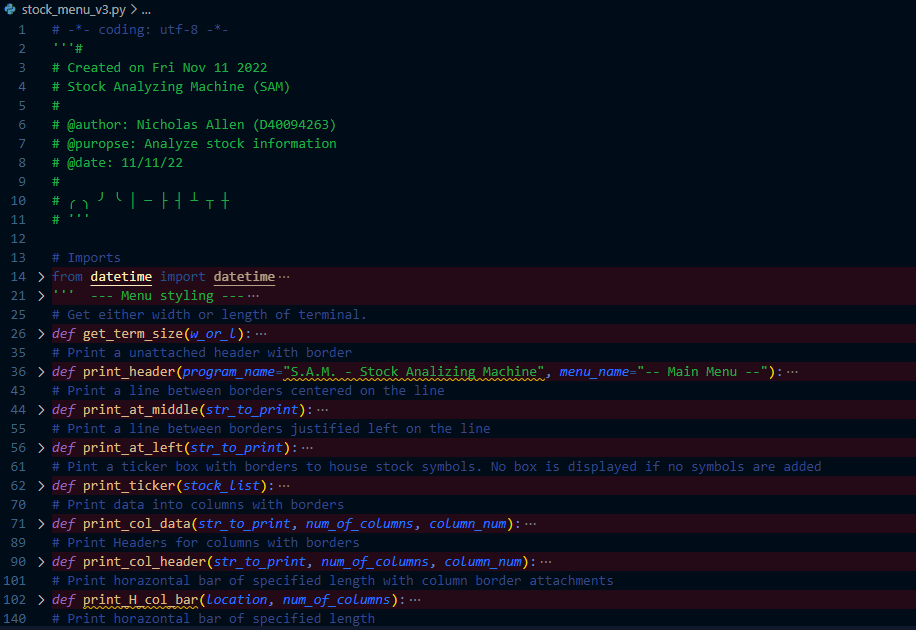 stock_menu_v3.py > ...
1 # -*- coding: utf-8 -*-
2 '''#
3 # Created on Fri Nov 11 2022
4 # Stock Analyzing Machine (SAM)
5 #
6 # @author: Nicholas Allen (D40094263)
7 # @puropse: Analyze stock information
8 # @date: 11/11/22
9 #
10 # ╭ ╮ ╯ ╰ │ ─ ├ ┤ ┴ ┬ ┼
11 # '''
12
13 # Imports
14 > from datetime import datetime ···
21 > ''' --- Menu styling --- ···
25 # Get either width or length of terminal.
26 > def get_term_size(w_or_l): ···
35 # Print a unattached header with border
36 > def print_header(program_name="S.A.M. - Stock Analizing Machine", menu_name="-- Main Menu --"): ···
43 # Print a line between borders centered on the line
44 > def print_at_middle(str_to_print): ···
55 # Print a line between borders justified left on the line
56 > def print_at_left(str_to_print): ···
61 # Pint a ticker box with borders to house stock symbols. No box is displayed if no symbols are added
62 > def print_ticker(stock_list): ···
70 # Print data into columns with borders
71 > def print_col_data(str_to_print, num_of_columns, column_num): ···
89 # Print Headers for columns with borders
90 > def print_col_header(str_to_print, num_of_columns, column_num): ···
101 # Print horazontal bar of specified length with column border attachments
102 > def print_H_col_bar(location, num_of_columns): ···
140 # Print horazontal bar of specified length